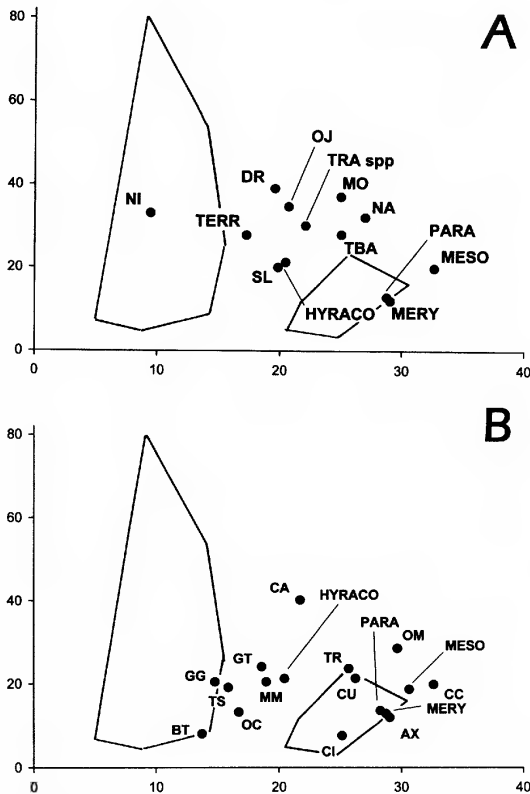 A
80
60
40
20
0
0 10 20 30 40
OJ
TRA spp
DR
MO
NI
NA
TERR
PARA
TBA
MESO
SL
HYRACO
MERY
B
80
60
40
20
0
0 10 20 30 40
CA
HYRACO
PARA
OM
MESO
GT
TR
GG
CC
TS
MM
CU
MERY
OC
BT
AX
CI